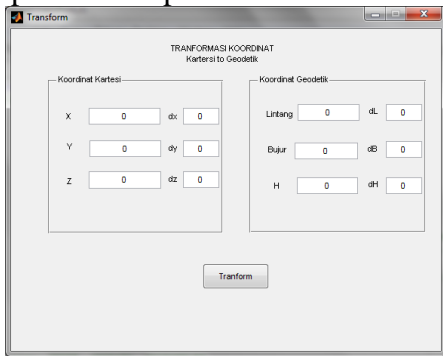 Tranform
TRANFORMASI KOORDINAT
Kartersi to Geodetik
Koordinat Kartesi
X 0 dx 0
Y 0 dy 0
Z 0 dz 0
Koordinat Geodetik
Lintang 0 dL 0
Bujur 0 dB 0
H 0 dH 0
Tranform